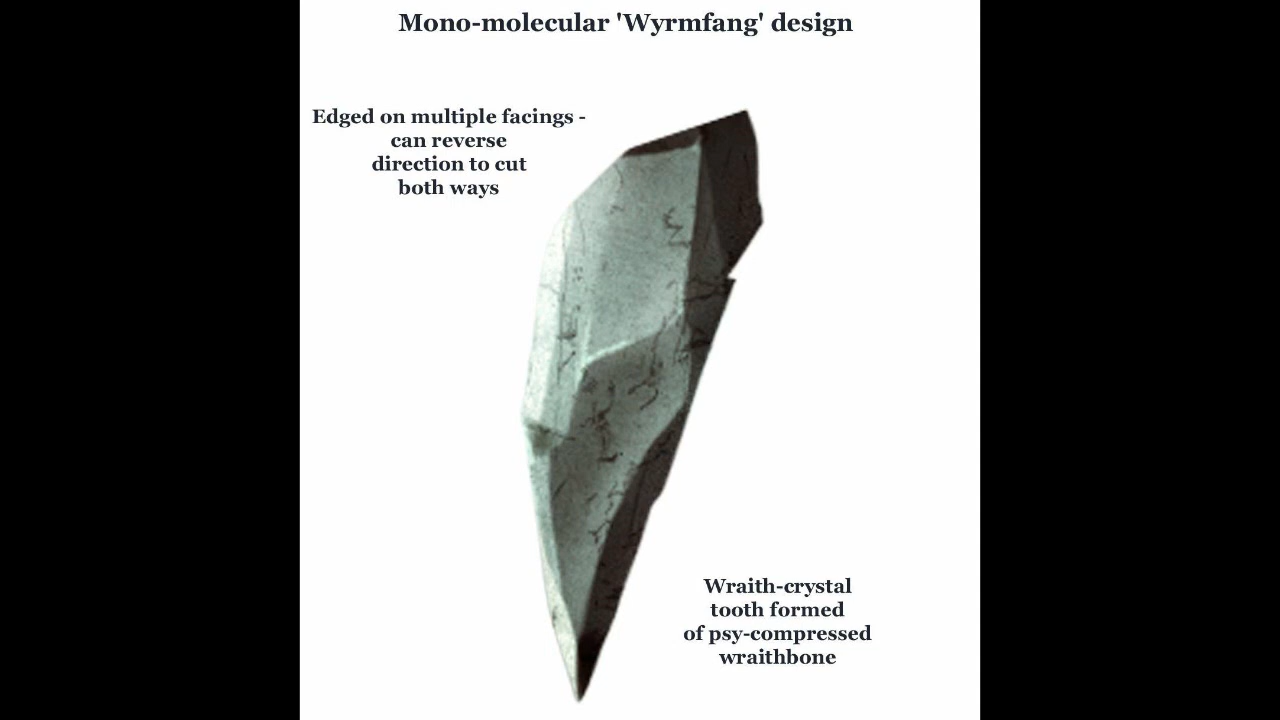 Mono-molecular 'Wyrmfang' design
Edged on multiple facings -
can reverse
direction to cut
both ways
Wraith-crystal
tooth formed
of psy-compressed
wraithbone